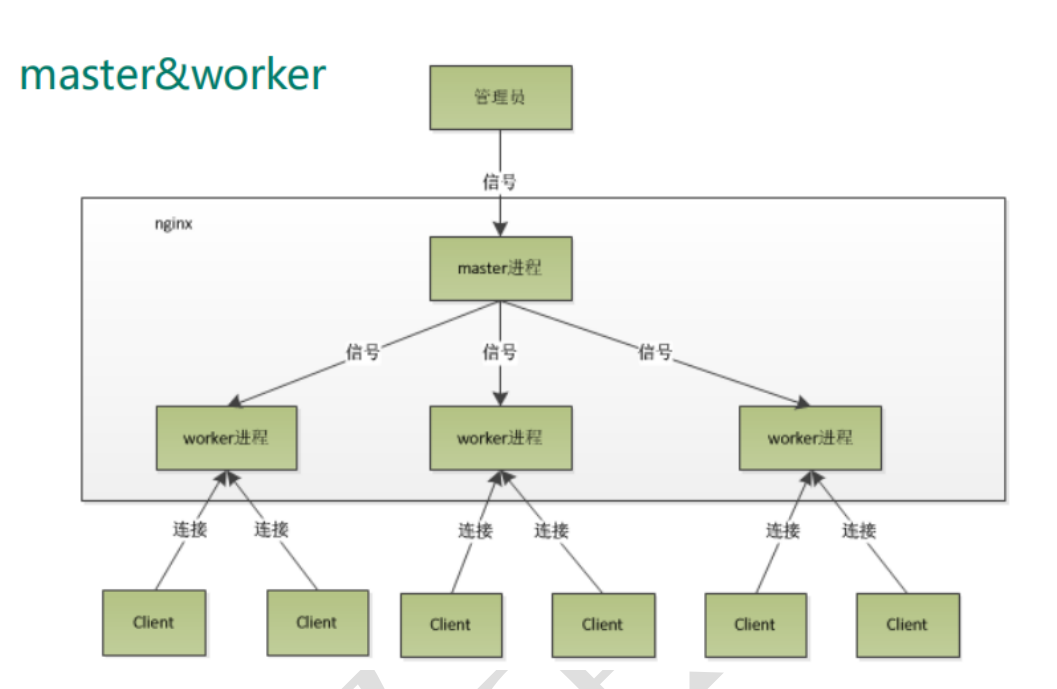 master&worker
管理员
信号
nginx
master进程
信号 信号 信号
worker进程 worker进程 worker进程
连接 连接 连接 连接 连接 连接
Client Client Client Client Client Client